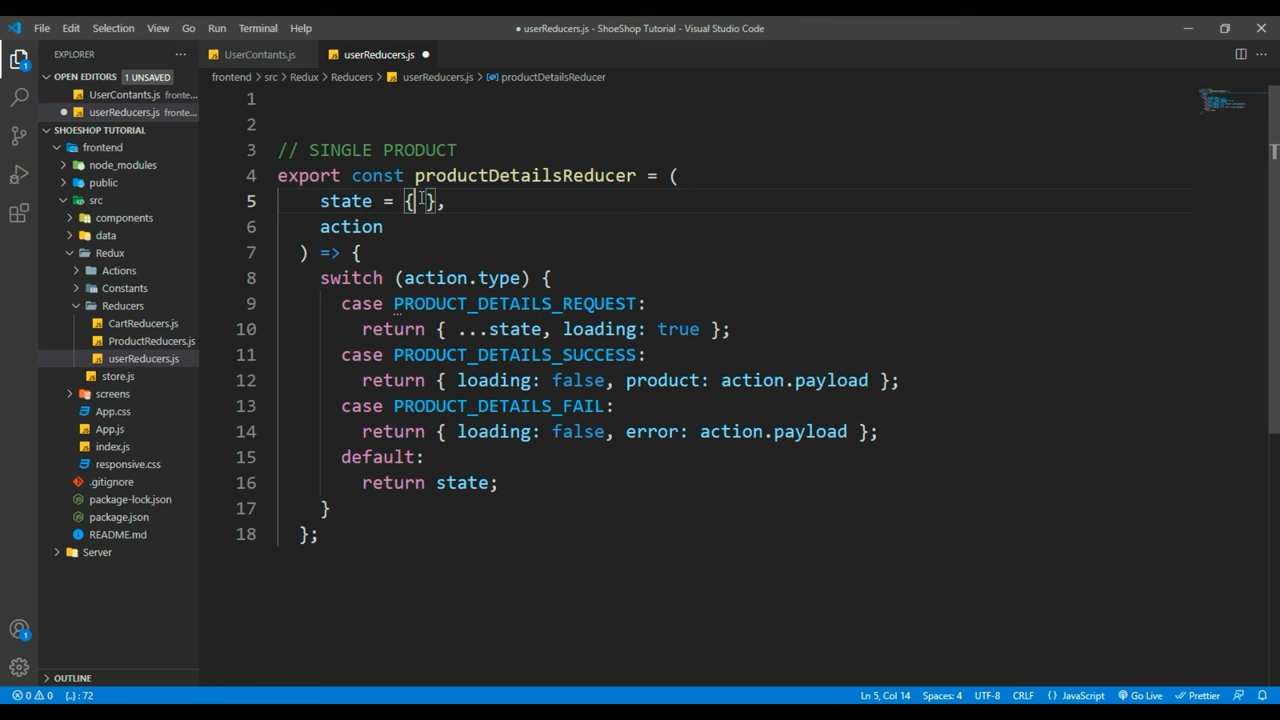 File Edit Selection View Go Run Terminal Help
● userReducers.js - ShoeShop Tutorial - Visual Studio Code
EXPLORER
UserContants.js
userReducers.js
OPEN EDITORS 1 UNSAVED
UserContants.js fronte...
userReducers.js fronte...
SHOESHOP TUTORIAL
frontend
node_modules
public
src
components
data
Redux
Actions
Constants
Reducers
CartReducers.js
ProductReducers.js
userReducers.js
store.js
screens
App.css
App.js
index.js
responsive.css
.gitignore
package-lock.json
package.json
README.md
Server
OUTLINE
frontend > src > Redux > Reducers > userReducers.js > productDetailsReducer
1
2
3 // SINGLE PRODUCT
4 export const productDetailsReducer = (
5 state = { },
6 action
7 ) => {
8 switch (action.type) {
9 case PRODUCT_DETAILS_REQUEST:
10 return { ...state, loading: true };
11 case PRODUCT_DETAILS_SUCCESS:
12 return { loading: false, product: action.payload };
13 case PRODUCT_DETAILS_FAIL:
14 return { loading: false, error: action.payload };
15 default:
16 return state;
17 }
18 };
1
1
0 0 {..} : 72
Ln 5, Col 14 Spaces: 4 UTF-8 CRLF {} JavaScript Go Live Prettier